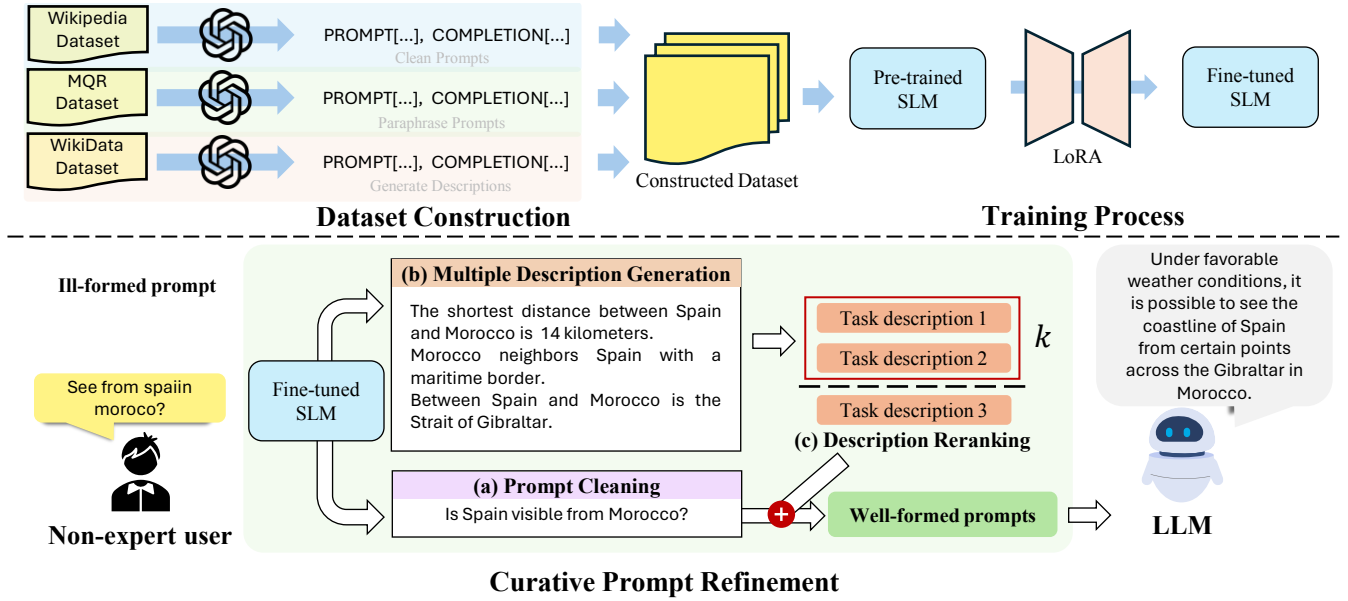 Wikipedia
Dataset
PROMPT[...], COMPLETION[...]
Clean Prompts
MQR
Dataset
PROMPT[...], COMPLETION[...]
Paraphrase Prompts
WikiData
Dataset
PROMPT[...], COMPLETION[...]
Generate Descriptions
Constructed Dataset
Pre-trained
SLM
LoRA
Fine-tuned
SLM
Dataset Construction
Training Process
Ill-formed prompt
See from spaiin
moroco?
Non-expert user
Fine-tuned
SLM
(b) Multiple Description Generation
The shortest distance between Spain
and Morocco is 14 kilometers.
Morocco neighbors Spain with a
maritime border.
Between Spain and Morocco is the
Strait of Gibraltar.
Task description 1
Task description 2
k
Task description 3
(c) Description Reranking
(a) Prompt Cleaning
Is Spain visible from Morocco?
+
Well-formed prompts
Under favorable
weather conditions, it
is possible to see the
coastline of Spain
from certain points
across the Gibraltar in
Morocco.
LLM
Curative Prompt Refinement